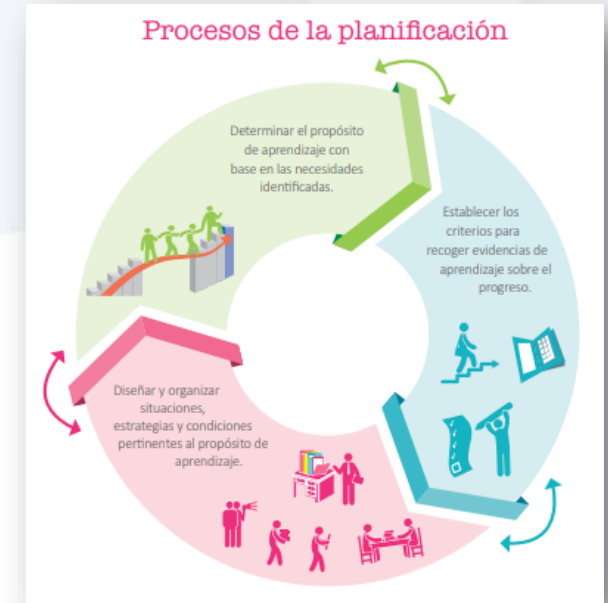 Procesos de la planificación
Determinar el propósito
de aprendizaje con
base en las necesidades
identificadas.
Establecer los
criterios para
recoger evidencias de
aprendizaje sobre el
progreso.
Diseñar y organizar
situaciones,
estrategias y condiciones
pertinentes al propósito de
aprendizaje.